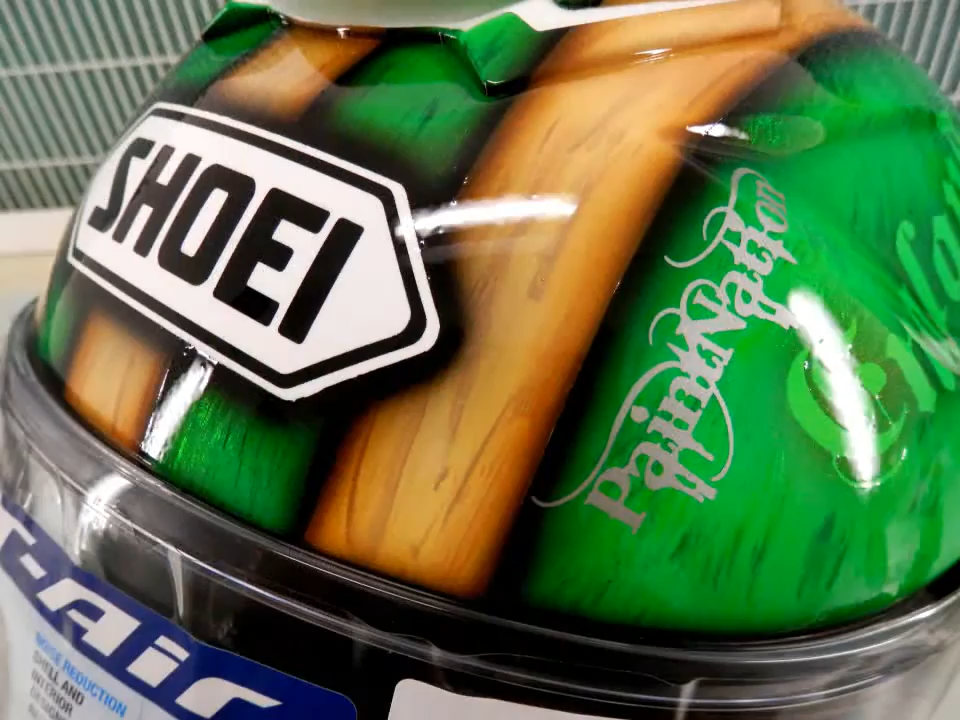 SHOEI
PaintNation
NOISE REDUCTION
SHELL AND
INTERIOR